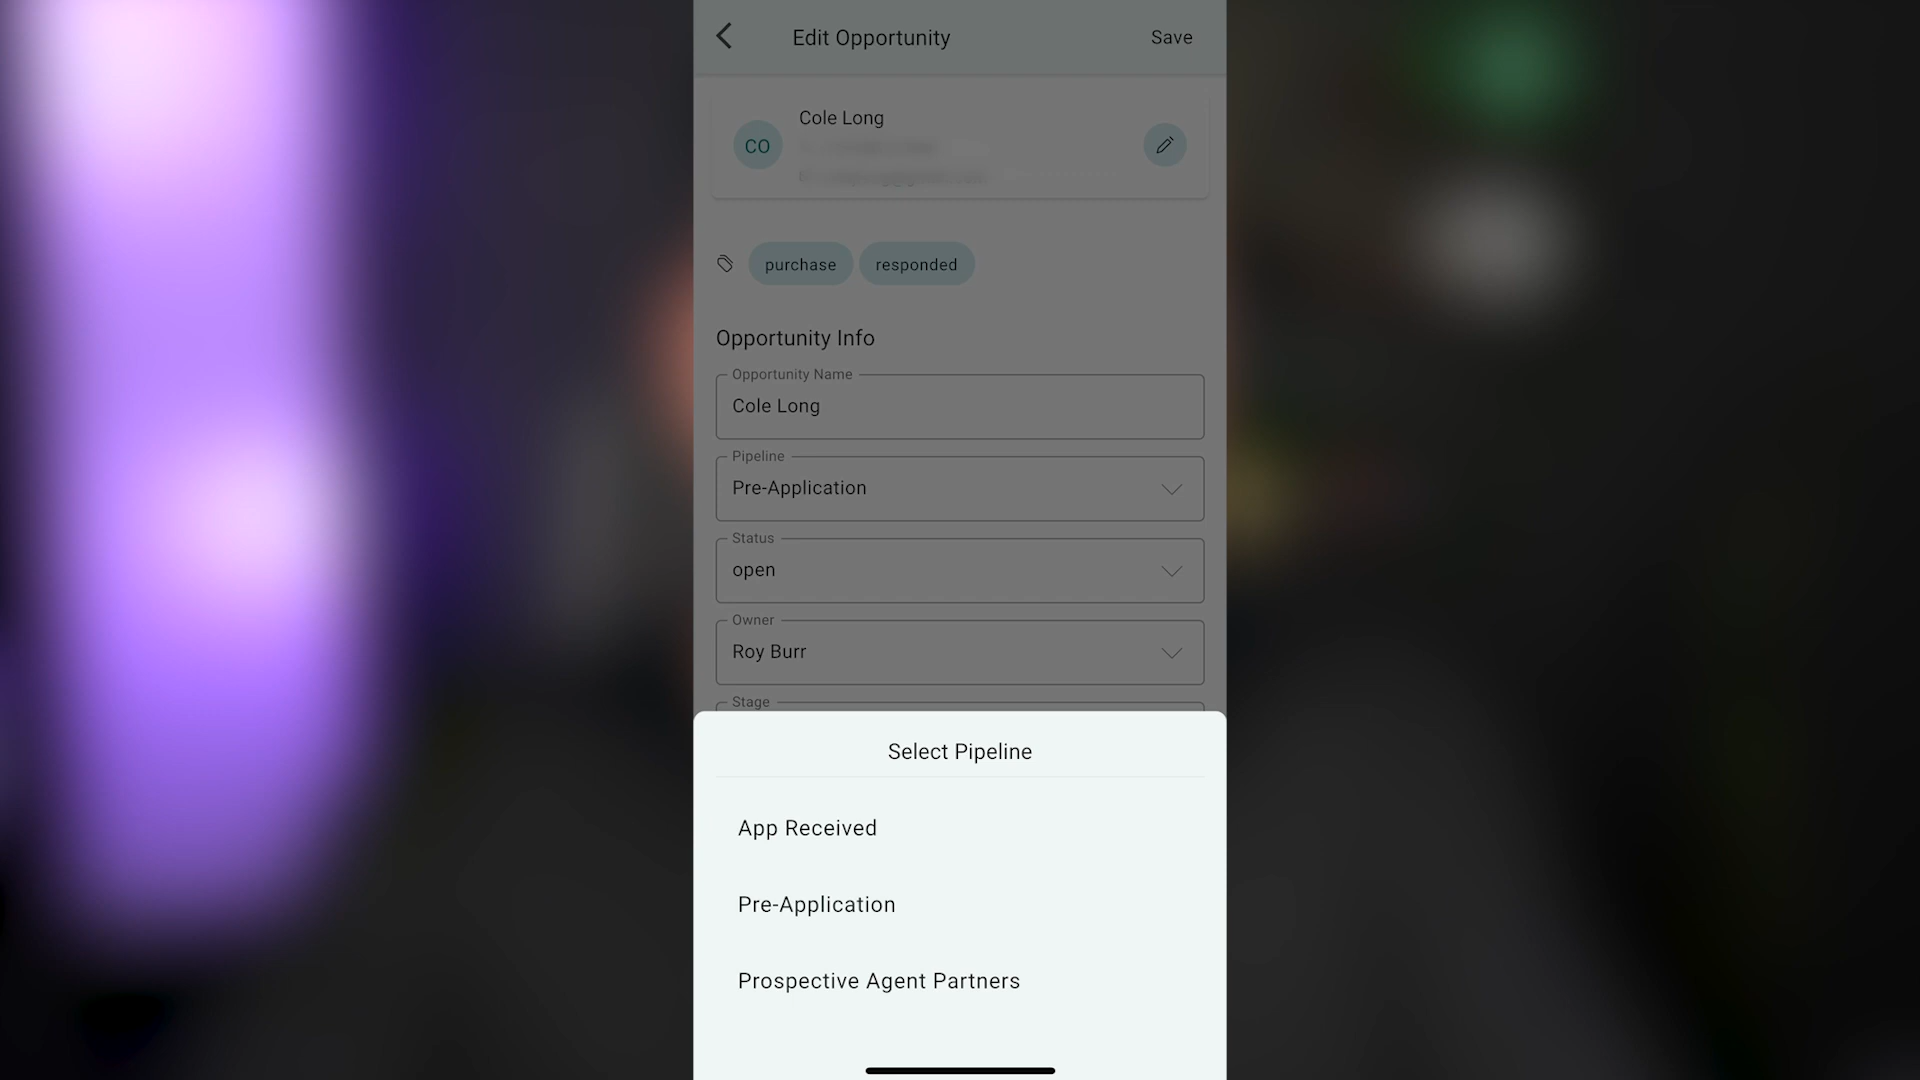 Edit Opportunity
Save
CO
Cole Long
purchase
responded
Opportunity Info
Opportunity Name
Cole Long
Pipeline
Pre-Application
Status
open
Owner
Roy Burr
Stage
Select Pipeline
App Received
Pre-Application
Prospective Agent Partners